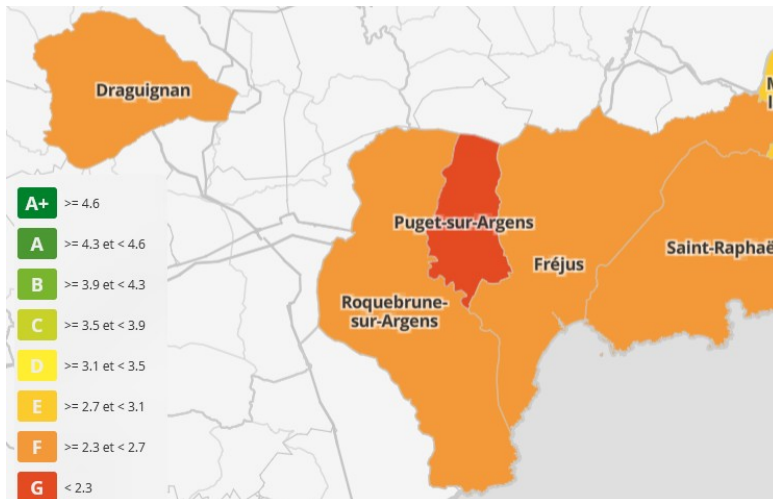 Draguignan
Puget-sur-Argens
Fréjus
Saint-Raphaë
Roquebrune-
sur-Argens
A+ >= 4.6
A >= 4.3 et < 4.6
B >= 3.9 et < 4.3
C >= 3.5 et < 3.9
D >= 3.1 et < 3.5
E >= 2.7 et < 3.1
F >= 2.3 et < 2.7
G < 2.3